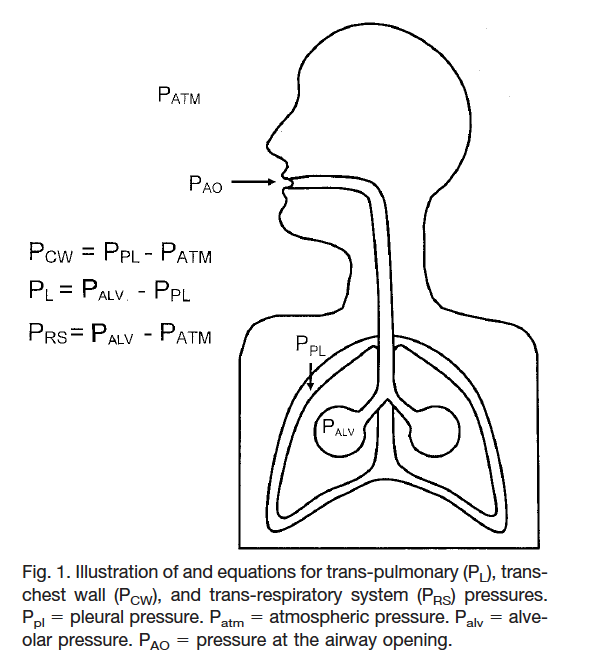 PATM
PAO
PCW = PPL - PATM
PL = PALV. - PPL
PRS= PALV - PATM
PPL
PALV
Fig. 1. Illustration of and equations for trans-pulmonary (PL), trans-
chest wall (PCW), and trans-respiratory system (PRS) pressures.
Ppl = pleural pressure. Patm = atmospheric pressure. Palv = alve-
olar pressure. PAO = pressure at the airway opening.